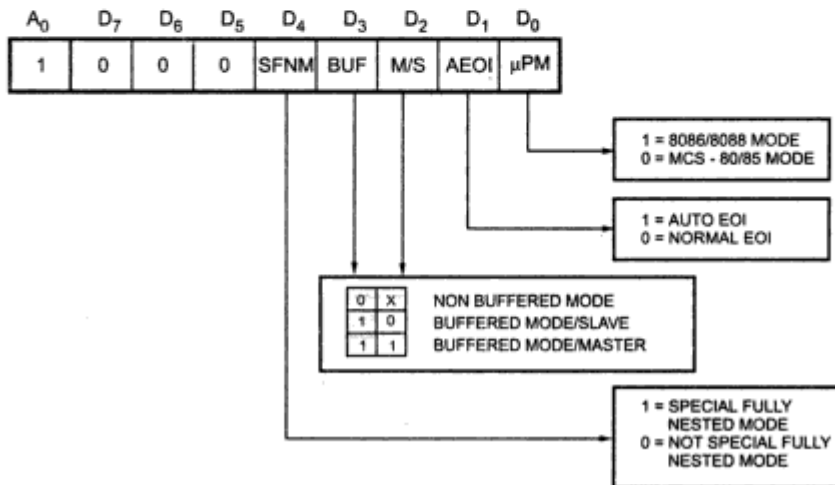 A0 D7 D6 D5 D4 D3 D2 D1 D0
1 0 0 0 SFNM BUF M/S AEOI µPM
1 = 8086/8088 MODE
0 = MCS - 80/85 MODE
1 = AUTO EOI
0 = NORMAL EOI
0 X NON BUFFERED MODE
1 0 BUFFERED MODE/SLAVE
1 1 BUFFERED MODE/MASTER
1 = SPECIAL FULLY
NESTED MODE
0 = NOT SPECIAL FULLY
NESTED MODE